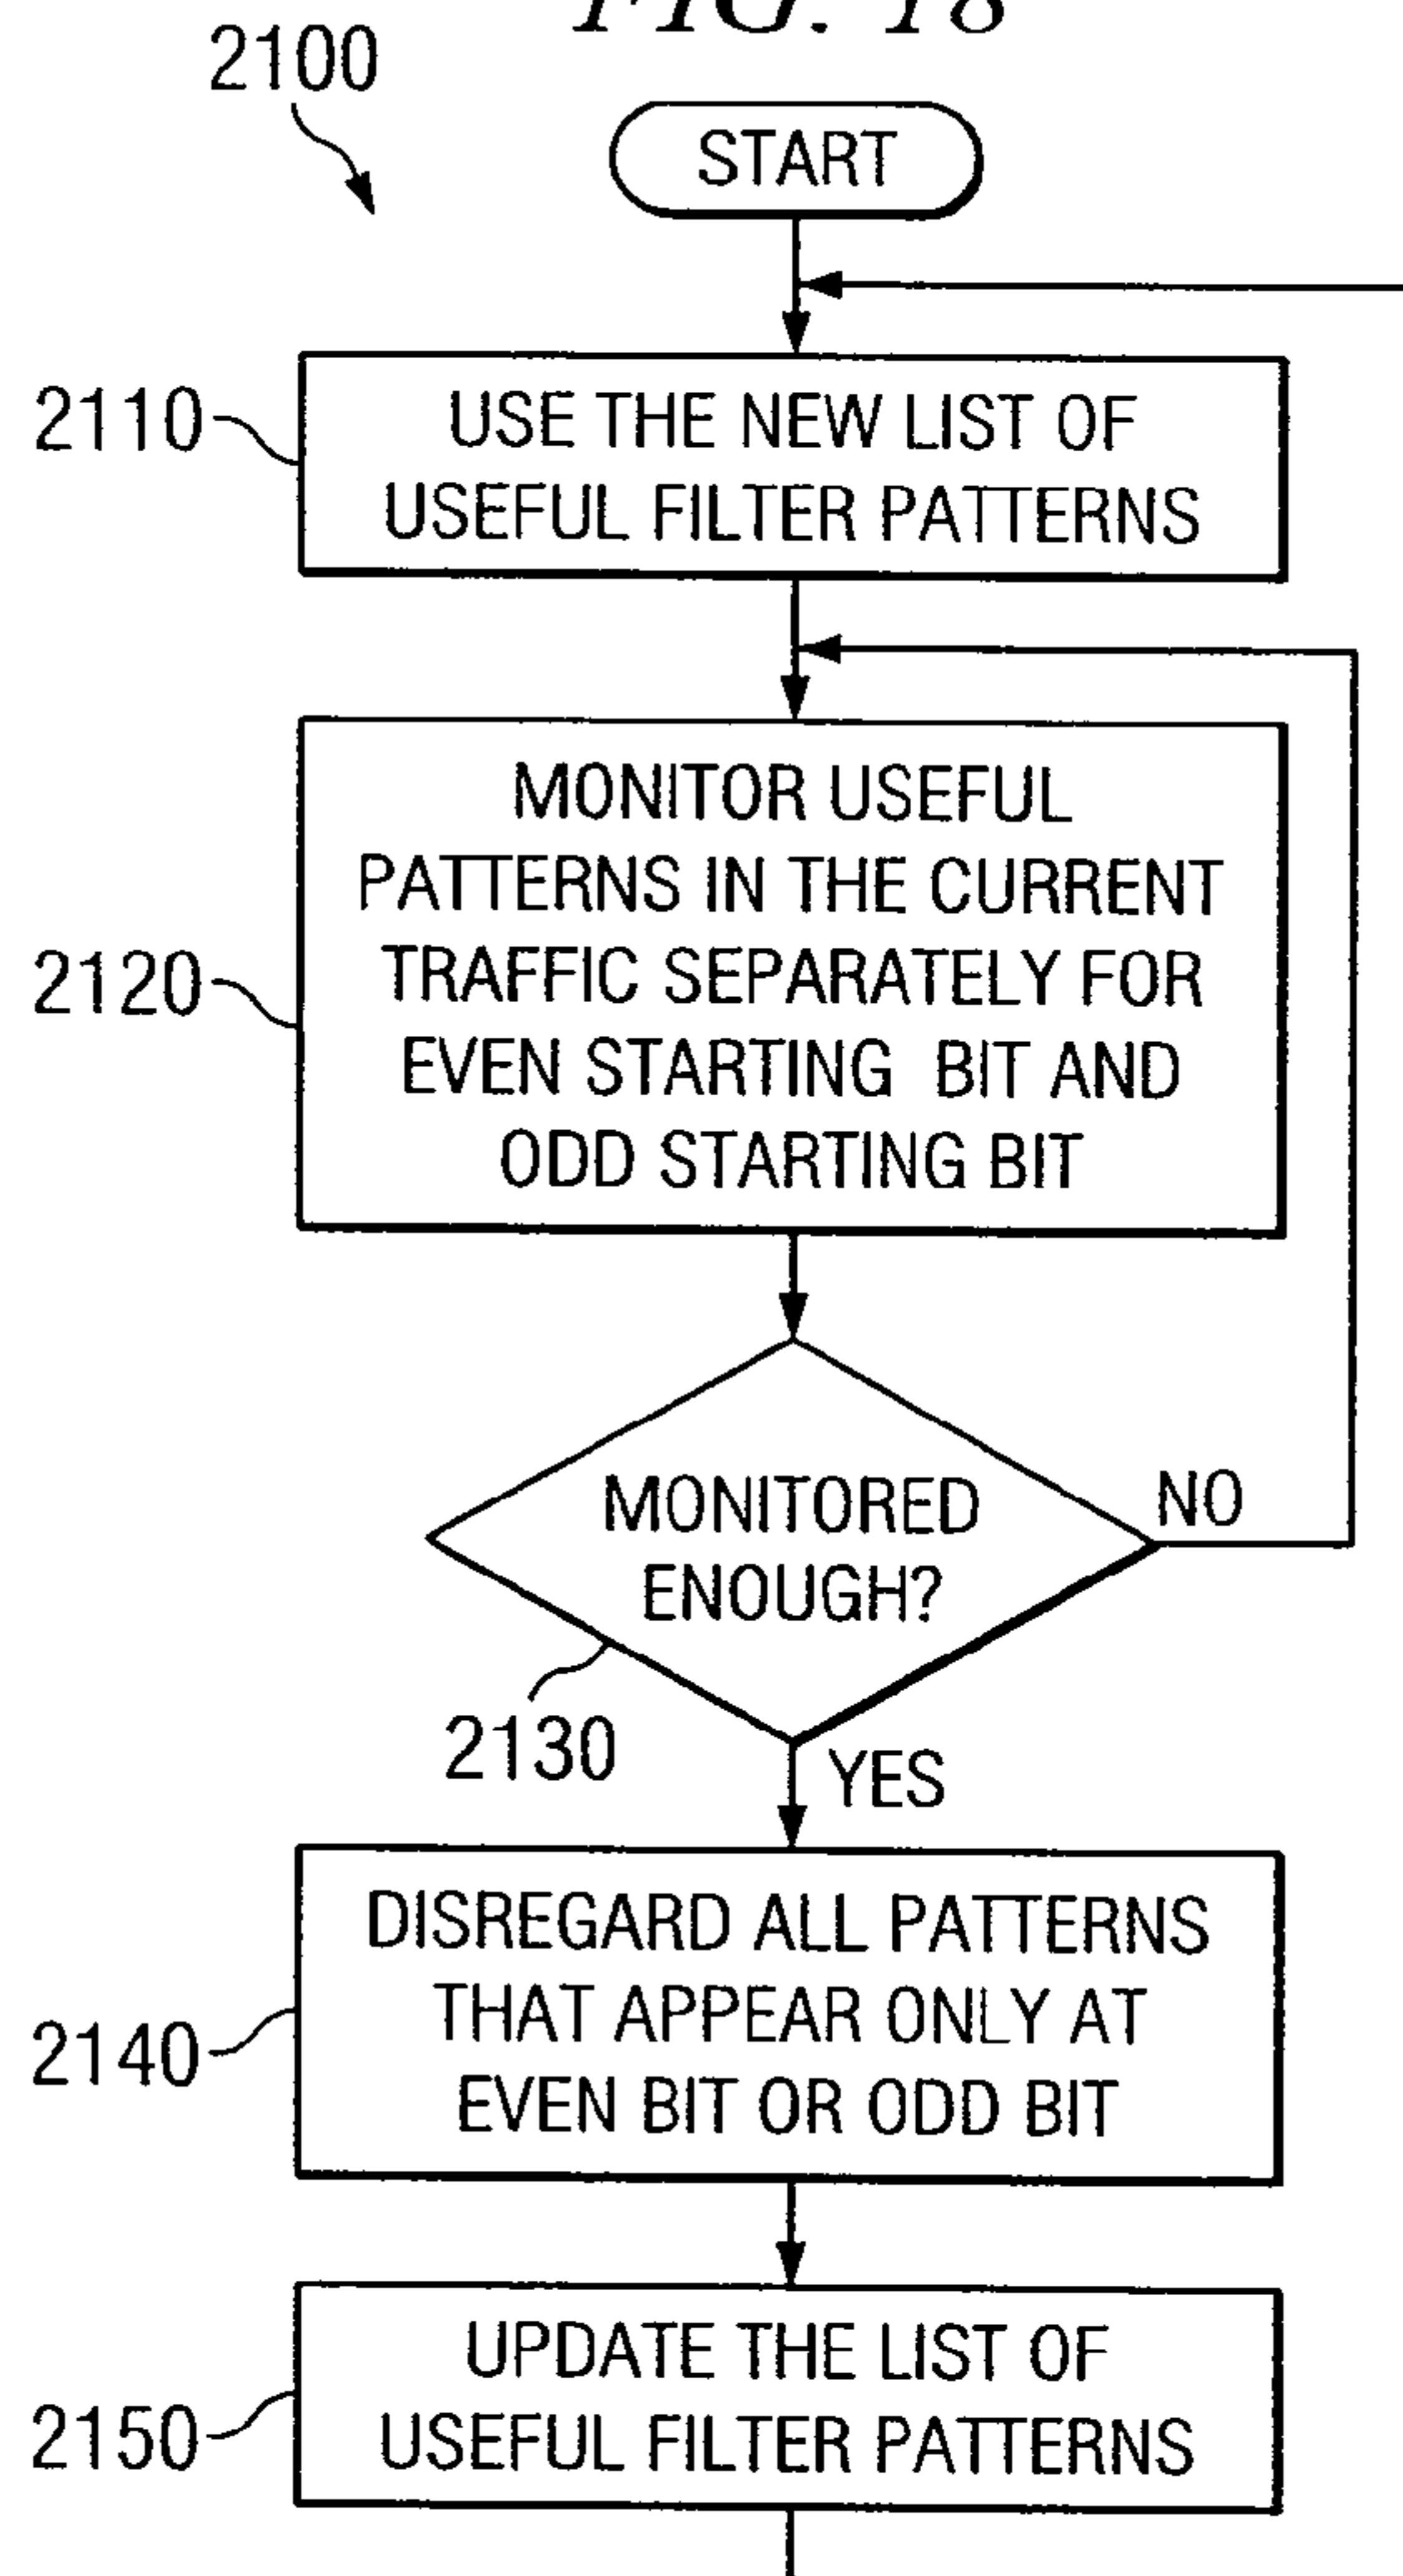 FIG. 18
2100
START
2110
USE THE NEW LIST OF
USEFUL FILTER PATTERNS
2120
MONITOR USEFUL
PATTERNS IN THE CURRENT
TRAFFIC SEPARATELY FOR
EVEN STARTING BIT AND
ODD STARTING BIT
MONITORED
ENOUGH?
NO
2130
YES
2140
DISREGARD ALL PATTERNS
THAT APPEAR ONLY AT
EVEN BIT OR ODD BIT
2150
UPDATE THE LIST OF
USEFUL FILTER PATTERNS